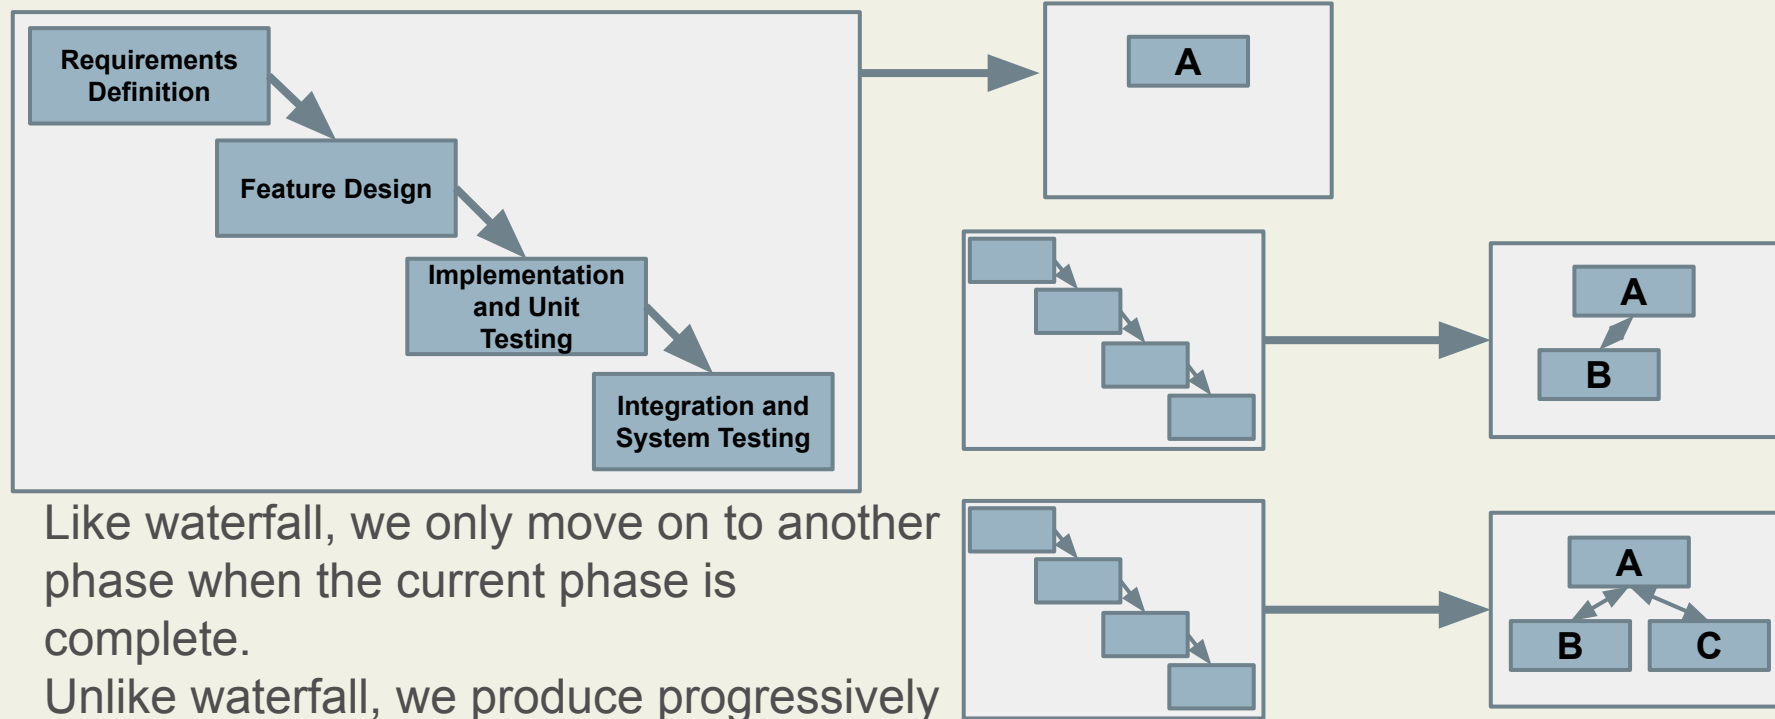 Requirements
Definition
Feature Design
Implementation
and Unit
Testing
Integration and
System Testing
A
A
B
A
B C
Like waterfall, we only move on to another
phase when the current phase is
complete.
Unlike waterfall, we produce progressively